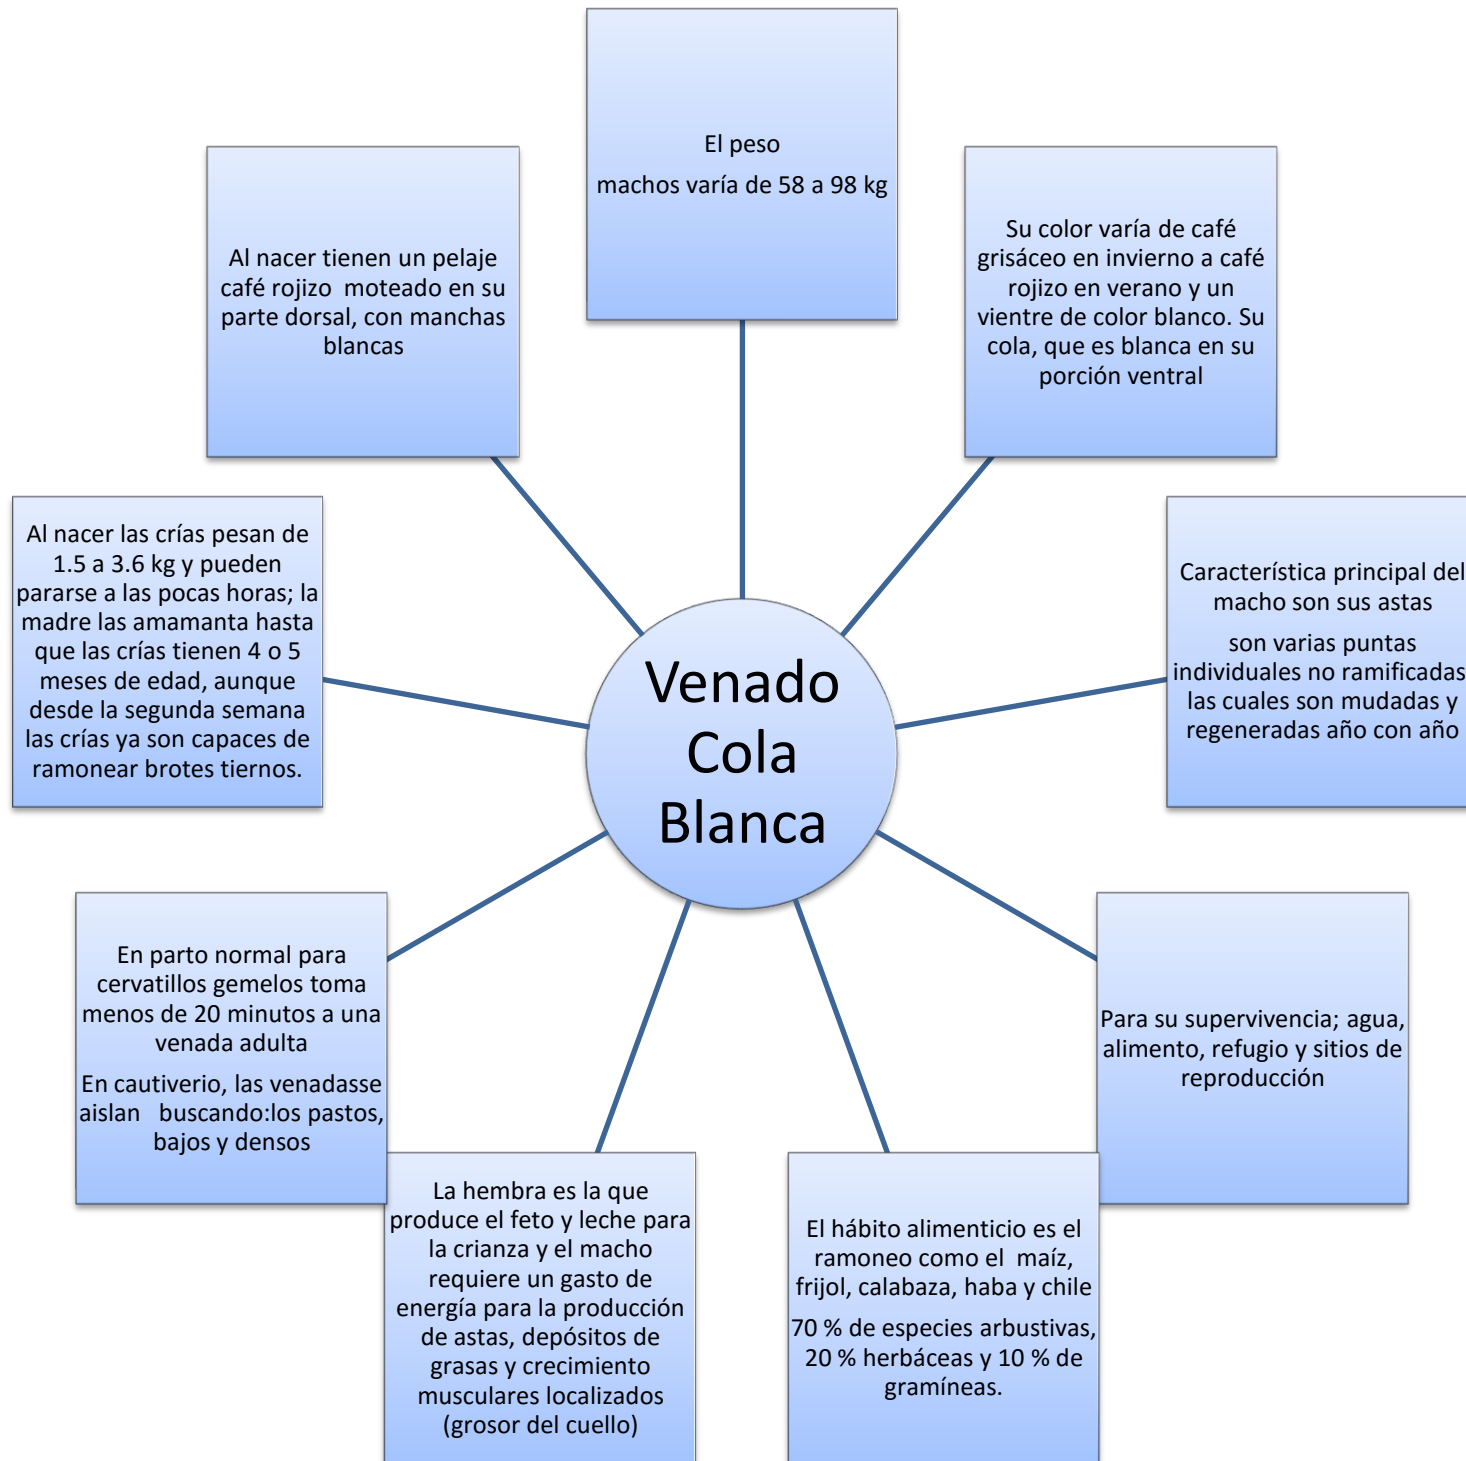 El peso
machos varía de 58 a 98 kg
Su color varía de café
grisáceo en invierno a café
rojizo en verano y un
vientre de color blanco. Su
cola, que es blanca en su
porción ventral
Característica principal del
macho son sus astas
son varias puntas
individuales no ramificadas
las cuales son mudadas y
regeneradas año con año
Para su supervivencia; agua,
alimento, refugio y sitios de
reproducción
El hábito alimenticio es el
ramoneo como el  maíz,
frijol, calabaza, haba y chile
70 % de especies arbustivas,
20 % herbáceas y 10 % de
gramíneas.
La hembra es la que
produce el feto y leche para
la crianza y el macho
requiere un gasto de
energía para la producción
de astas, depósitos de
grasas y crecimiento
musculares localizados
(grosor del cuello)
En parto normal para
cervatillos gemelos toma
menos de 20 minutos a una
venada adulta
En cautiverio, las venadasse
aislan   buscando:los pastos,
bajos y densos
Al nacer las crías pesan de
1.5 a 3.6 kg y pueden
pararse a las pocas horas; la
madre las amamanta hasta
que las crías tienen 4 o 5
meses de edad, aunque
desde la segunda semana
las crías ya son capaces de
ramonear brotes tiernos.
Al nacer tienen un pelaje
café rojizo  moteado en su
parte dorsal, con manchas
blancas
Venado
Cola
Blanca